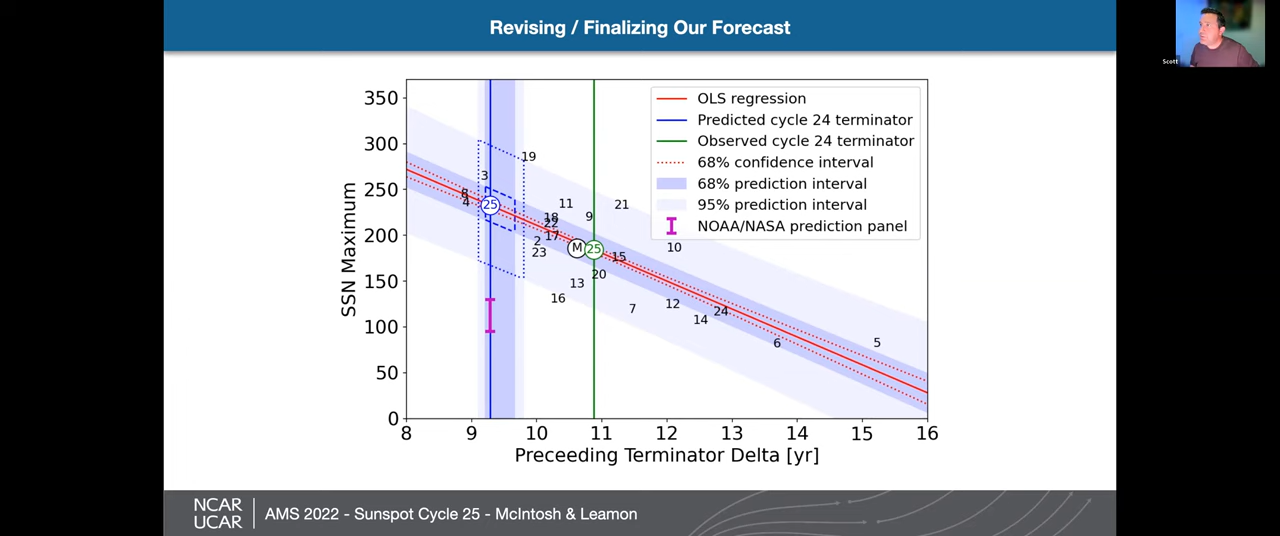 Revising / Finalizing Our Forecast
Scott
350
300
250
200
150
100
50
0
SSN Maximum
OLS regression
Predicted cycle 24 terminator
Observed cycle 24 terminator
68% confidence interval
68% prediction interval
95% prediction interval
NOAA/NASA prediction panel
19
3
8
4
25
11
21
9
18
22
17
2
23
M
25
15
10
20
13
16
7
12
14
24
6
5
8 9 10 11 12 13 14 15 16
Preceeding Terminator Delta [yr]
NCAR
UCAR
AMS 2022 - Sunspot Cycle 25 - McIntosh & Leamon